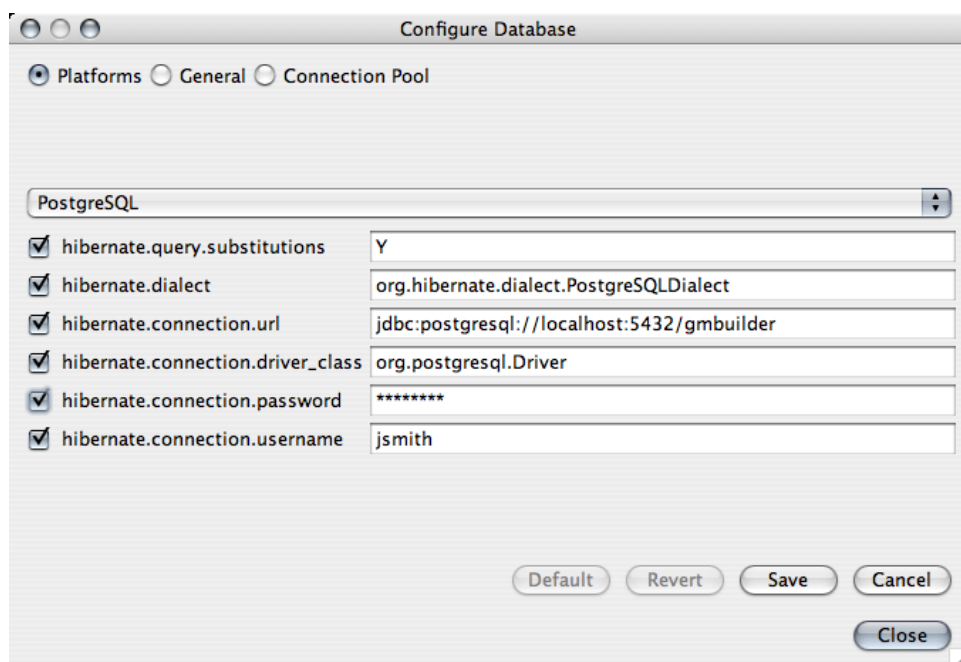 Configure Database
Platforms General Connection Pool
PostgreSQL
hibernate.query.substitutions Y
hibernate.dialect org.hibernate.dialect.PostgreSQLDialect
hibernate.connection.url jdbc:postgresql://localhost:5432/gmbuilder
hibernate.connection.driver_class org.postgresql.Driver
hibernate.connection.password ********
hibernate.connection.username jsmith
Default Revert Save Cancel
Close